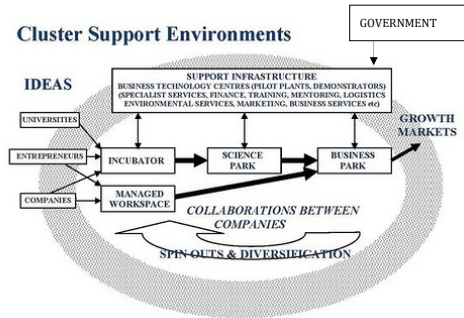 GOVERNMENT
Cluster Support Environments
IDEAS
SUPPORT INFRASTRUCTURE
BUSINESS TECHNOLOGY CENTRES (PILOT PLANTS, DEMONSTRATORS)
(SPECIALIST SERVICES, FINANCE, TRAINING, MENTORING, LOGISTICS
ENVIRONMENTAL SERVICES, MARKETING, BUSINESS SERVICES etc)
GROWTH
MARKETS
UNIVERSITIES
ENTREPRENEURS
COMPANIES
INCUBATOR
SCIENCE
PARK
BUSINESS
PARK
MANAGED
WORKSPACE
COLLABORATIONS BETWEEN
COMPANIES
SPIN OUTS & DIVERSIFICATION